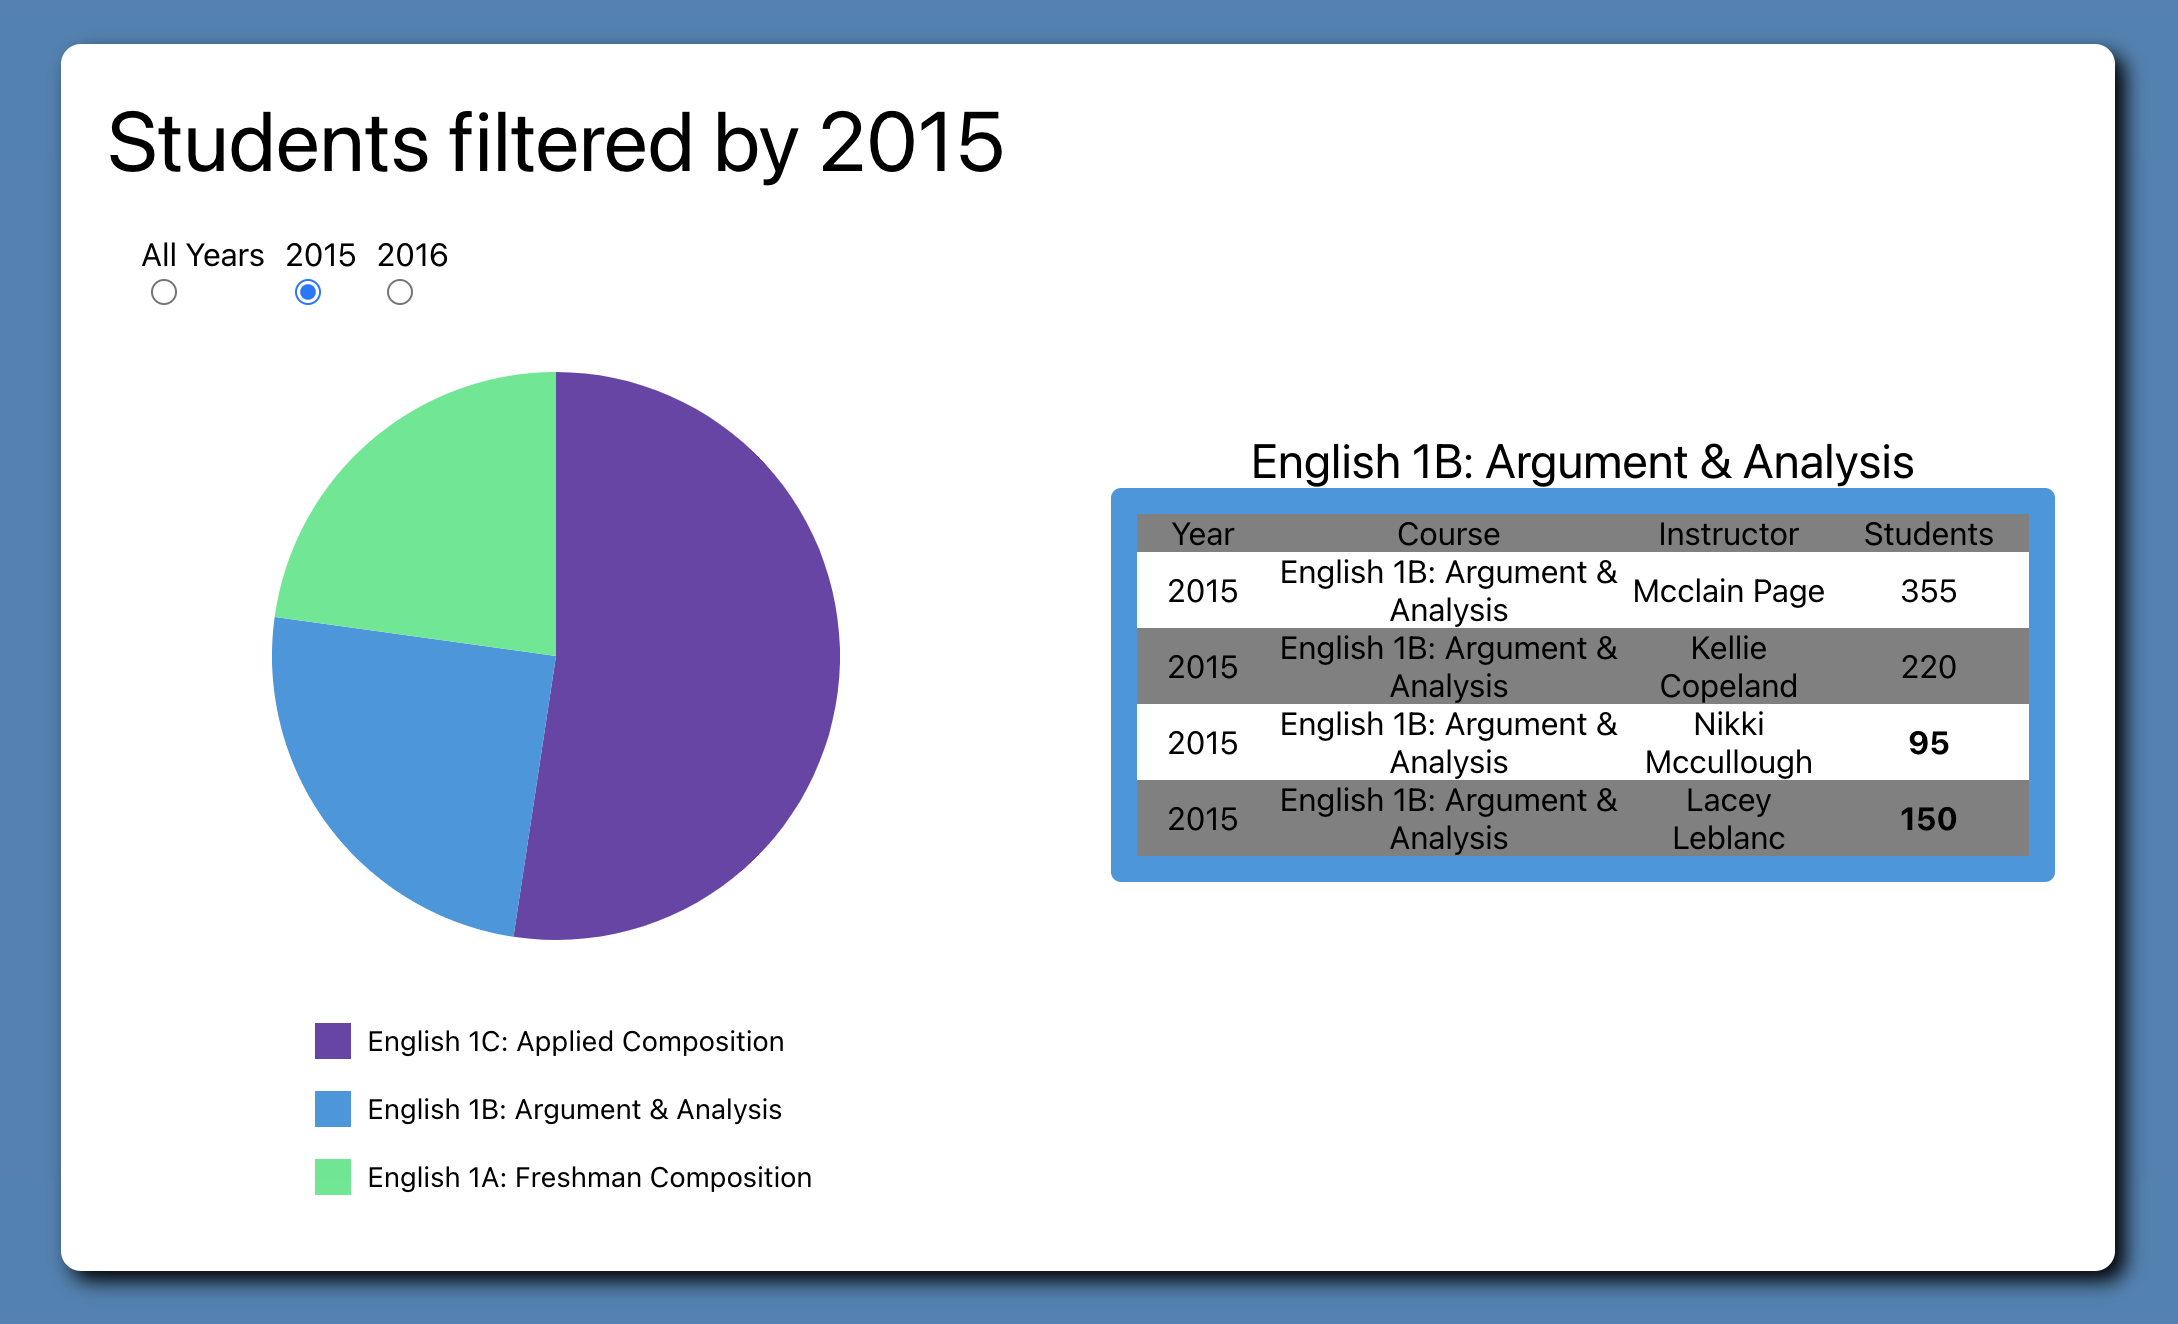 Students filtered by 2015
All Years 2015 2016
English 1C: Applied Composition
English 1B: Argument & Analysis
English 1A: Freshman Composition
English 1B: Argument & Analysis
Year Course Instructor Students
2015 English 1B: Argument & Analysis Mcclain Page 355
2015 English 1B: Argument & Analysis Kellie Copeland 220
2015 English 1B: Argument & Analysis Nikki Mccullough 95
2015 English 1B: Argument & Analysis Lacey Leblanc 150